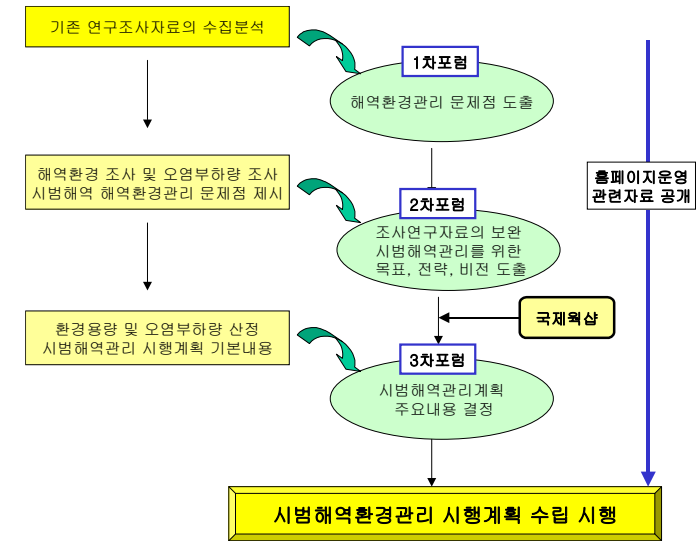 기존 연구조사자료의 수집분석
1차포럼
해역환경관리 문제점 도출
해역환경 조사 및 오염부하량 조사
시범해역 해역환경관리 문제점 제시
홈페이지운영
관련자료 공개
2차포럼
조사연구자료의 보완
시범해역관리를 위한
목표, 전략, 비전 도출
국제웍샵
환경용량 및 오염부하량 산정
시범해역관리 시행계획 기본내용
3차포럼
시범해역관리계획
주요내용 결정
시범해역환경관리 시행계획 수립 시행